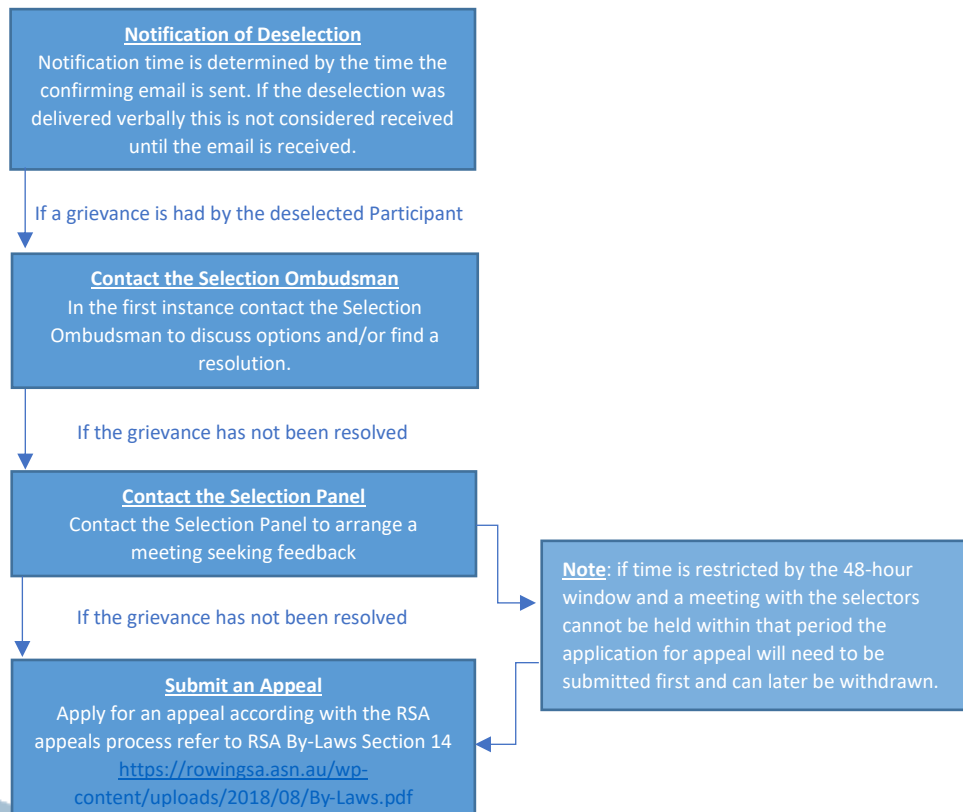 Notification of Deselection
Notification time is determined by the time the
confirming email is sent. If the deselection was
delivered verbally this is not considered received
until the email is received.
If a grievance is had by the deselected Participant
Contact the Selection Ombudsman
In the first instance contact the Selection
Ombudsman to discuss options and/or find a
resolution.
If the grievance has not been resolved
Contact the Selection Panel
Contact the Selection Panel to arrange a
meeting seeking feedback
Note: if time is restricted by the 48-hour
window and a meeting with the selectors
cannot be held within that period the
application for appeal will need to be
submitted first and can later be withdrawn.
If the grievance has not been resolved
Submit an Appeal
Apply for an appeal according with the RSA
appeals process refer to RSA By-Laws Section 14
https://rowingsa.asn.au/wp-
content/uploads/2018/08/By-Laws.pdf